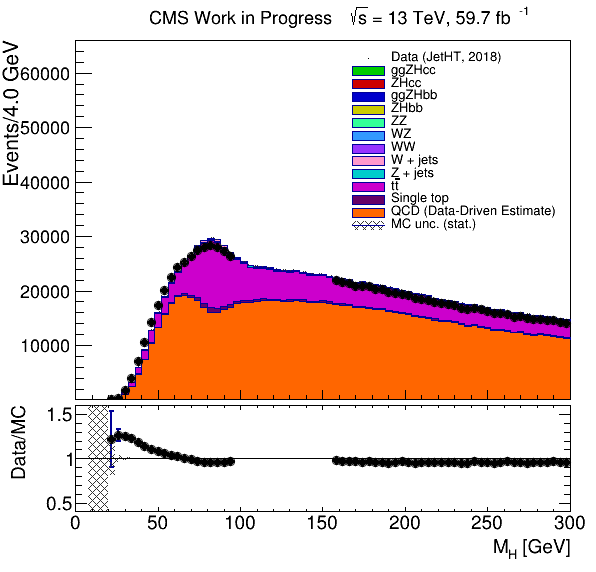 CMS Work in Progress √s = 13 TeV, 59.7 fb -1
Events/4.0 GeV
60000
50000
40000
30000
20000
10000
Data (JetHT, 2018)
ggZHcc
ZHcc
ggZHbb
ZHbb
ZZ
WZ
WW
W + jets
Z + jets
tt̄
Single top
QCD (Data-Driven Estimate)
MC unc. (stat.)
Data/MC
1.5
1
0.5
0 50 100 150 200 250 300
M_H [GeV]